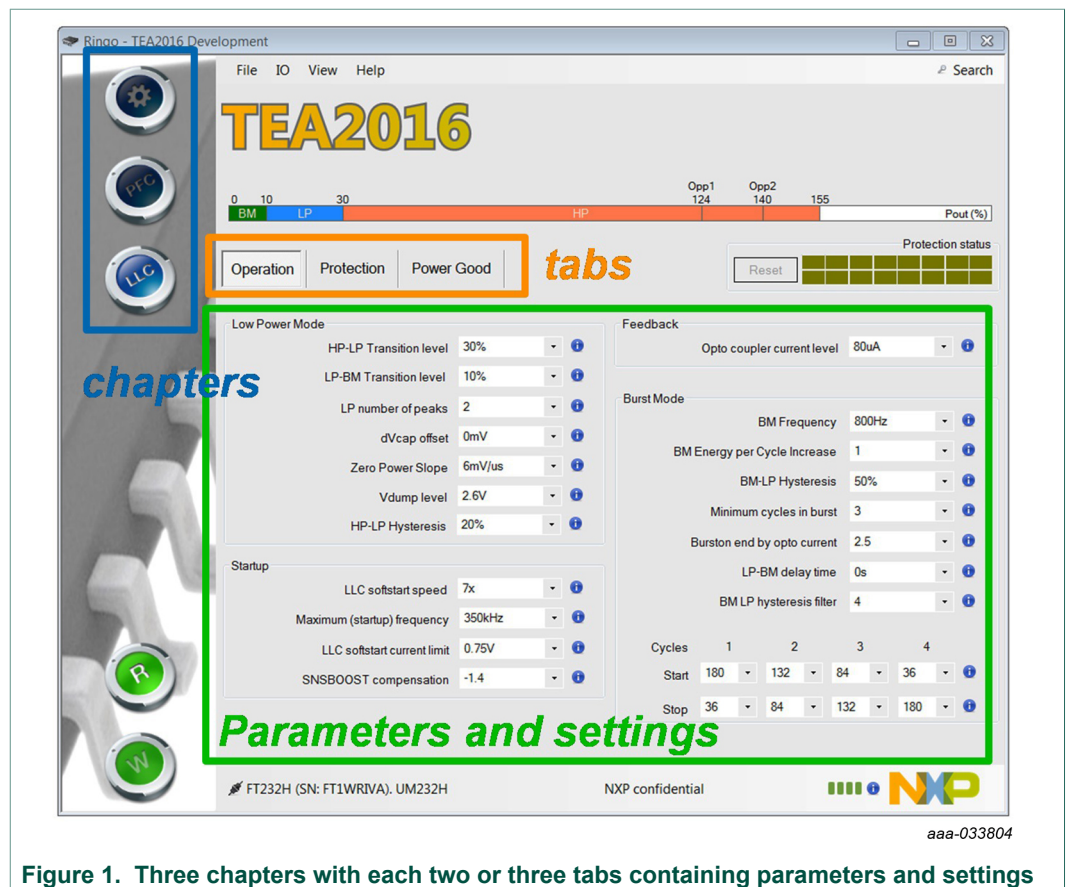 Ringo - TEA2016 Development
File IO View Help Search
TEA2016
Opp1 Opp2
0 10 30 124 140 155
BM LP HP Pout (%)
Protection status
Operation Protection Power Good tabs Reset
PFC
LLC
chapters
Low Power Mode
HP-LP Transition level 30%
LP-BM Transition level 10%
LP number of peaks 2
dVcap offset 0mV
Zero Power Slope 6mV/us
Vdump level 2.6V
HP-LP Hysteresis 20%
Startup
LLC softstart speed 7x
Maximum (startup) frequency 350kHz
LLC softstart current limit 0.75V
SNSBOOST compensation -1.4
Feedback
Opto coupler current level 80uA
Burst Mode
BM Frequency 800Hz
BM Energy per Cycle Increase 1
BM-LP Hysteresis 50%
Minimum cycles in burst 3
Burston end by opto current 2.5
LP-BM delay time 0s
BM LP hysteresis filter 4
Cycles 1 2 3 4
Start 180 132 84 36
Stop 36 84 132 180
Parameters and settings
R
W
FT232H (SN: FT1WRIVA). UM232H NXP confidential NXP
aaa-033804
Figure 1. Three chapters with each two or three tabs containing parameters and settings